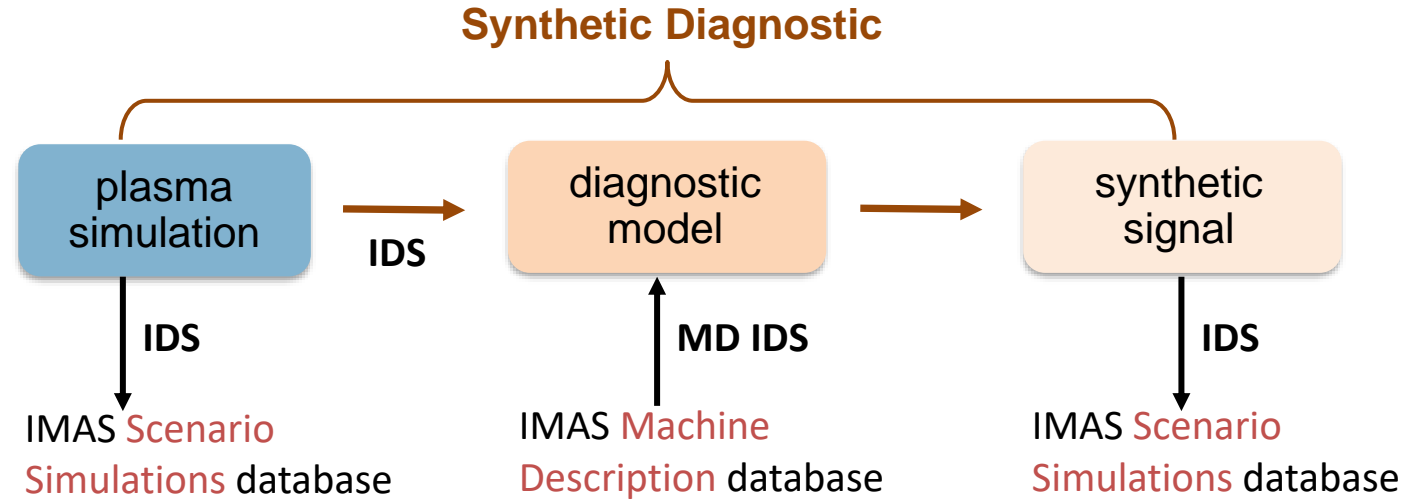 Synthetic Diagnostic
plasma
simulation
IDS
diagnostic
model
synthetic
signal
IDS
MD IDS
IDS
IMAS Scenario
Simulations database
IMAS Machine
Description database
IMAS Scenario
Simulations database